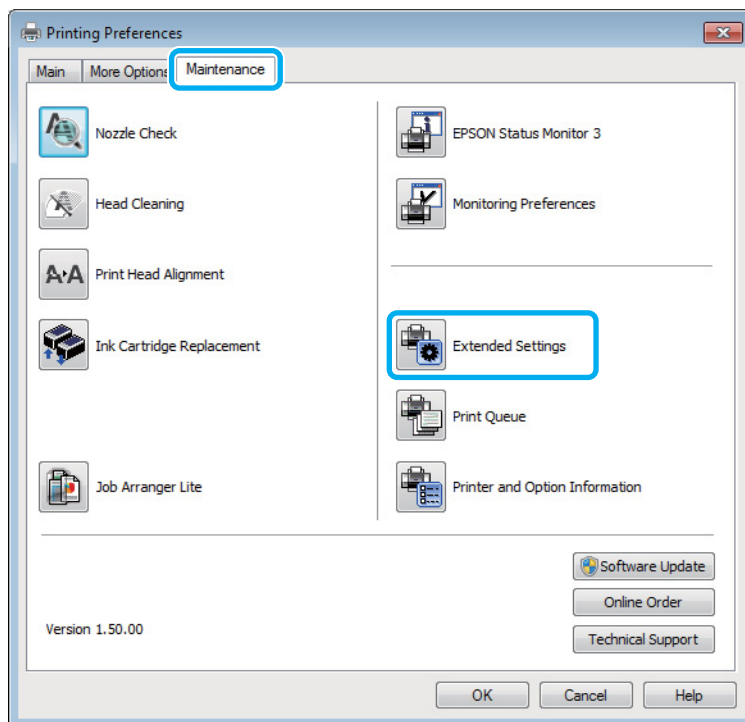 Printing Preferences
Main
More Options
Maintenance
Nozzle Check
Head Cleaning
A
A
Print Head Alignment
Ink Cartridge Replacement
Job Arranger Lite
EPSON Status Monitor 3
Monitoring Preferences
Extended Settings
Print Queue
Printer and Option Information
Software Update
Online Order
Technical Support
Version 1.50.00
OK
Cancel
Help